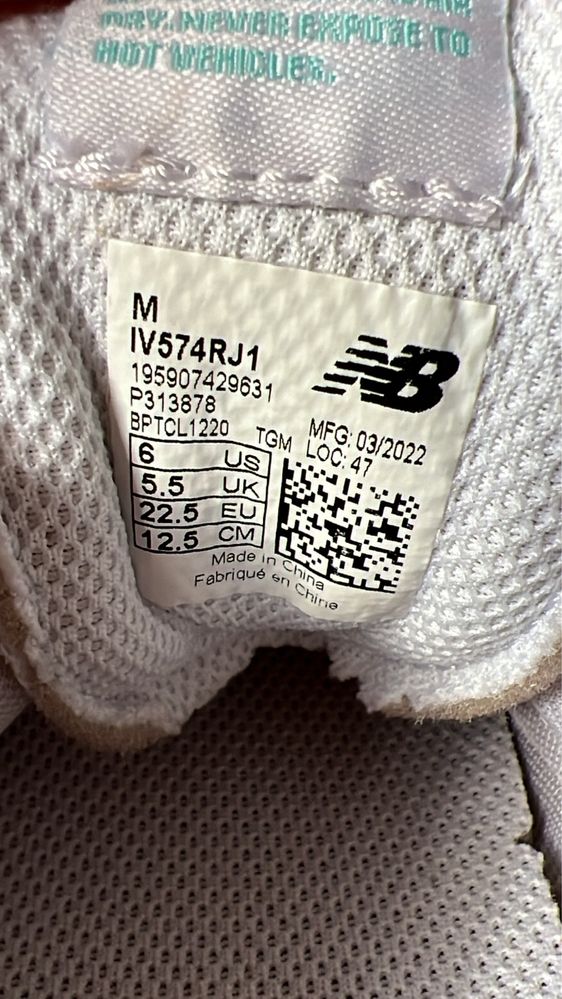 DRY. NEVER EXPOSE TO
HOT VEHICLES.
M
IV574RJ1
195907429631
P313878
BPTCL1220
TGM
MFG: 03/2022
LOC: 47
6 US
5.5 UK
22.5 EU
12.5 CM
NB
Made in China
Fabriqué en Chine